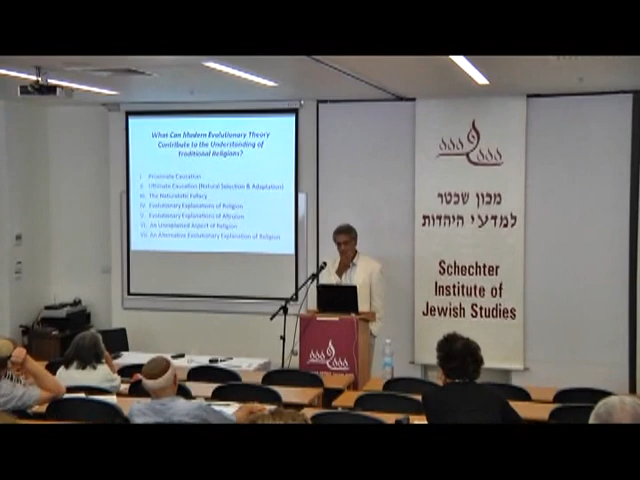 What Can Modern Evolutionary Theory
Contribute to the Understanding of
Traditional Religions?
I. Proximate Causation
II. Ultimate Causation (Natural Selection & Adaptation)
III. The Naturalistic Fallacy
IV. Evolutionary Explanations of Religion
V. Evolutionary Explanations of Altruism
VI. An Unexplained Aspect of Religion
VII. An Alternative Evolutionary Explanation of Religion
מכון שכטר
למדעי היהדות
Schechter
Institute of
Jewish Studies